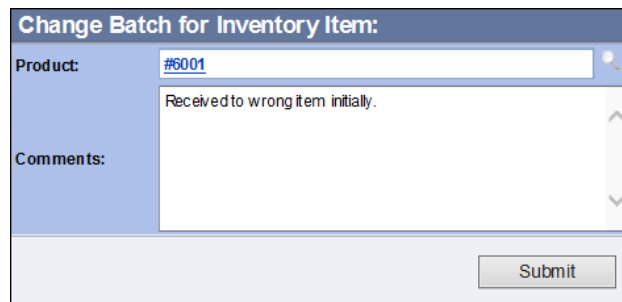 Change Batch for Inventory Item:
Product: #6001
Received to wrong item initially.
Comments:
Submit